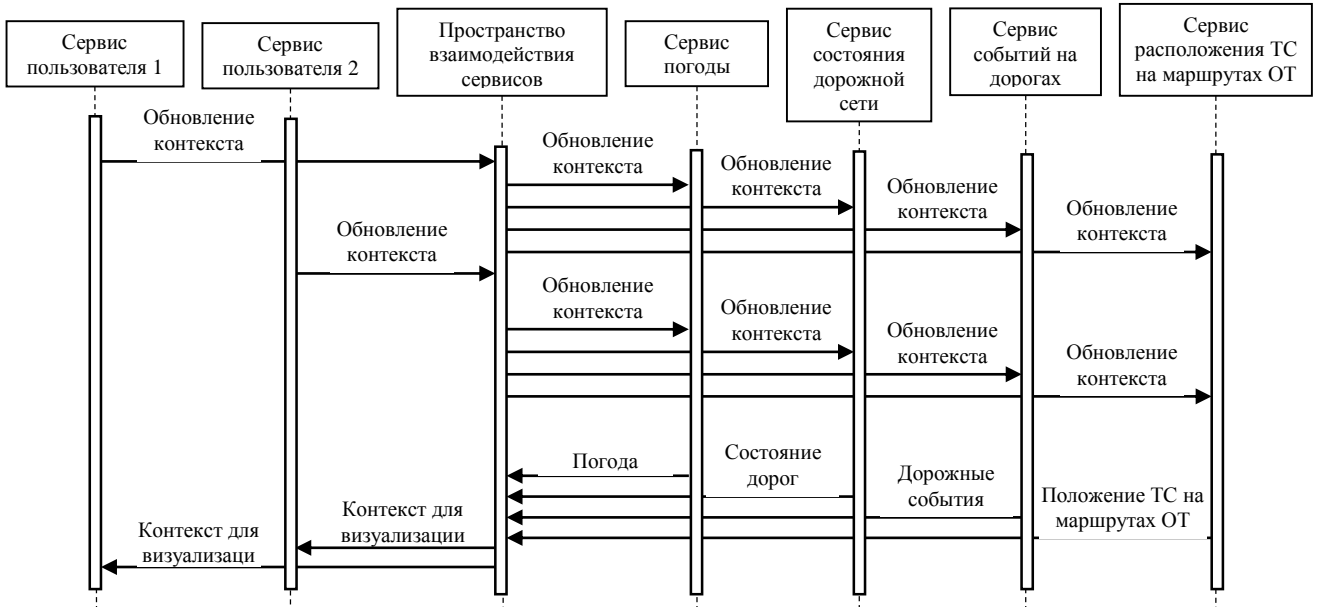 Сервис
пользователя 1
Сервис
пользователя 2
Пространство
взаимодействия
сервисов
Сервис
погоды
Сервис
состояния
дорожной
сети
Сервис
событий на
дорогах
Сервис
расположения ТС
на маршрутах ОТ
Обновление
контекста
Обновление
контекста
Обновление
контекста
Обновление
контекста
Обновление
контекста
Обновление
контекста
Обновление
контекста
Обновление
контекста
Обновление
контекста
Обновление
контекста
Погода
Состояние
дорог
Дорожные
события
Положение ТС на
маршрутах ОТ
Контекст для
визуализации
Контекст для
визуализаци